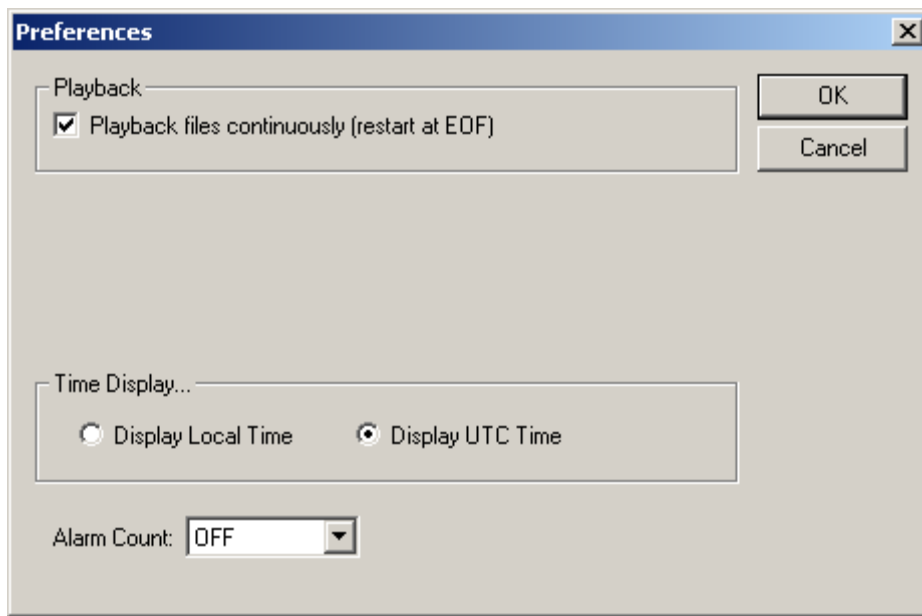 Preferences
Playback
Playback files continuously (restart at EOF)
OK
Cancel
Time Display...
Display Local Time
Display UTC Time
Alarm Count:
OFF